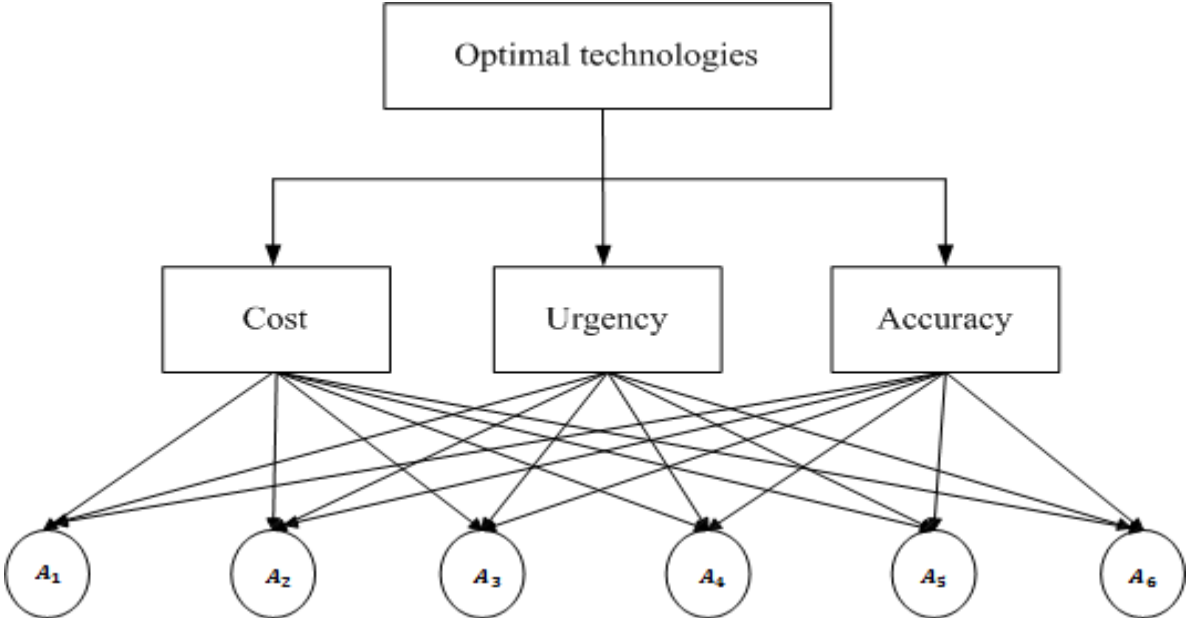 Optimal technologies
Cost
Urgency
Accuracy
A₁
A₂
A₃
A₄
A₅
A₆